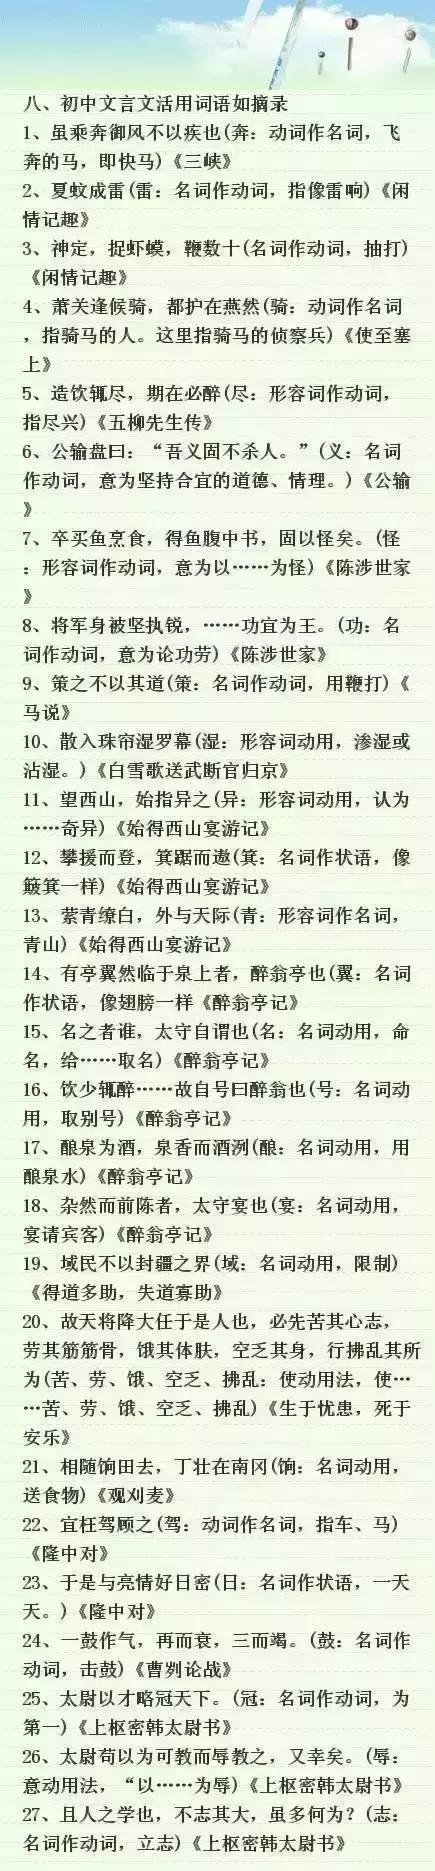 八、初中文言文活用词语如摘录
1、虽乘奔御风不以疾也(奔：动词作名词，飞
奔的马，即快马)《三峡》
2、夏蚊成雷(雷：名词作动词，指像雷响)《闲
情记趣》
3、神定，捉虾蟆，鞭数十(名词作动词，抽打)
《闲情记趣》
4、萧关逢候骑，都护在燕然(骑：动词作名词
，指骑马的人。这里指骑马的侦察兵)《使至塞
上》
5、造饮辄尽，期在必醉(尽：形容词作动词，
指尽兴)《五柳先生传》
6、公输盘曰：“吾义固不杀人。”(义：名词
作动词，意为坚持合宜的道德、情理。)《公输
》
7、卒买鱼烹食，得鱼腹中书，固以怪矣。(怪
：形容词作动词，意为以……为怪)《陈涉世家
》
8、将军身被坚执锐，……功宜为王。(功：名
词作动词，意为论功劳)《陈涉世家》
9、策之不以其道(策：名词作动词，用鞭打)《
马说》
10、散入珠帘湿罗幕(湿：形容词动用，渗湿或
沾湿。)《白雪歌送武断官归京》
11、望西山，始指异之(异：形容词动用，认为
……奇异)《始得西山宴游记》
12、攀援而登，箕踞而遨(箕：名词作状语，像
簸箕一样)《始得西山宴游记》
13、萦青缭白，外与天际(青：形容词作名词，
青山)《始得西山宴游记》
14、有亭翼然临于泉上者，醉翁亭也(翼：名词
作状语，像翅膀一样《醉翁亭记》
15、名之者谁，太守自谓也(名：名词动用，命
名，给……取名)《醉翁亭记》
16、饮少辄醉……故自号曰醉翁也(号：名词动
用，取别号)《醉翁亭记》
17、酿泉为酒，泉香而酒洌(酿：名词动用，用
酿泉水)《醉翁亭记》
18、杂然而前陈者，太守宴也(宴：名词动用，
宴请宾客)《醉翁亭记》
19、域民不以封疆之界(域：名词动用，限制)
《得道多助，失道寡助》
20、故天将降大任于是人也，必先苦其心志，
劳其筋筋骨，饿其体肤，空乏其身，行拂乱其所
为(苦、劳、饿、空乏、拂乱：使动用法，使…
…苦、劳、饿、空乏、拂乱)《生于忧患，死于
安乐》
21、相随饷田去，丁壮在南冈(饷：名词动用，
送食物)《观刈麦》
22、宜枉驾顾之(驾：动词作名词，指车、马)
《隆中对》
23、于是与亮情好日密(日：名词作状语，一天
天。)《隆中对》
24、一鼓作气，再而衰，三而竭。(鼓：名词作
动词，击鼓)《曹刿论战》
25、太尉以才略冠天下。(冠：名词作动词，为
第一)《上枢密韩太尉书》
26、太尉苟以为可教而辱教之，又幸矣。(辱：
意动用法，“以……为辱)《上枢密韩太尉书》
27、且人之学也，不志其大，虽多何为？(志：
名词作动词，立志)《上枢密韩太尉书》